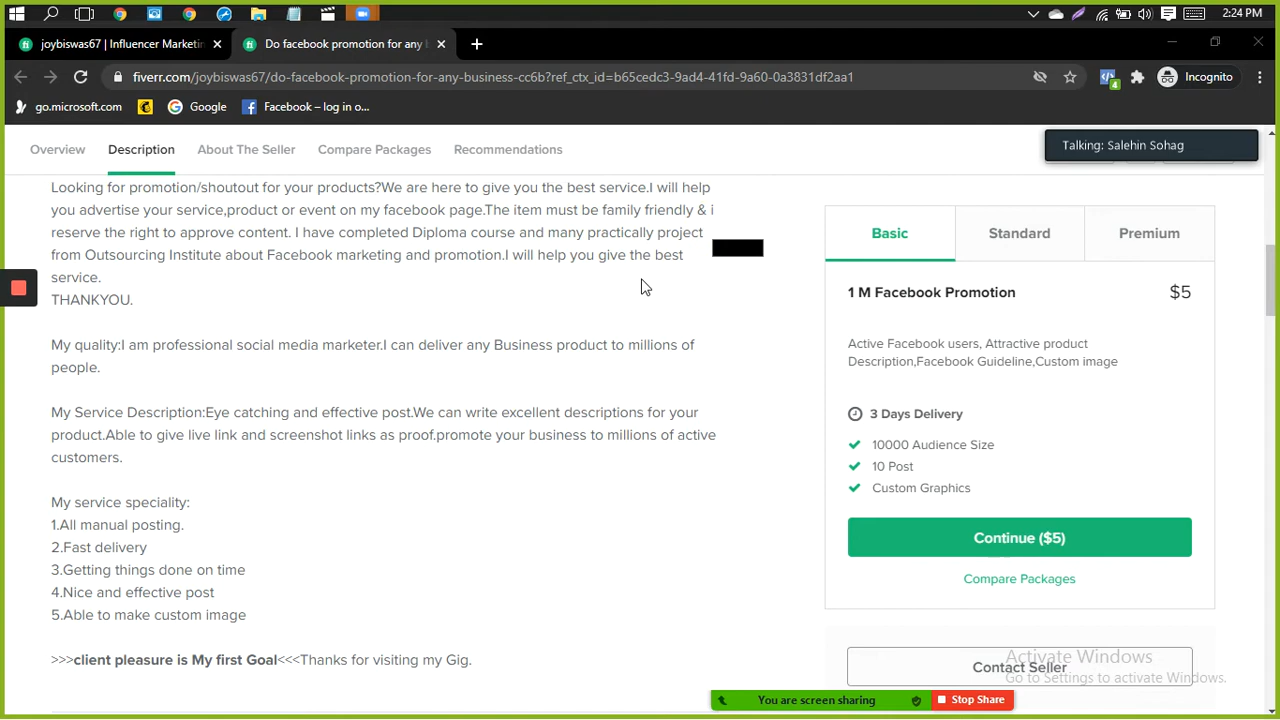 2:24 PM
joybiswas67 | Influencer Marketin
Do facebook promotion for any l
fiverr.com/joybiswas67/do-facebook-promotion-for-any-business-cc6b?ref_ctx_id=b65cedc3-9ad4-41fd-9a60-0a3831df2aa1
4
Incognito
go.microsoft.com
Google
Facebook – log in o...
Overview
Description
About The Seller
Compare Packages
Recommendations
Talking: Salehin Sohag
Looking for promotion/shoutout for your products?We are here to give you the best service.I will help
you advertise your service,product or event on my facebook page.The item must be family friendly & i
reserve the right to approve content. I have completed Diploma course and many practically project
from Outsourcing Institute about Facebook marketing and promotion.I will help you give the best
service.
THANKYOU.
My quality:I am professional social media marketer.I can deliver any Business product to millions of
people.
My Service Description:Eye catching and effective post.We can write excellent descriptions for your
product.Able to give live link and screenshot links as proof.promote your business to millions of active
customers.
My service speciality:
1.All manual posting.
2.Fast delivery
3.Getting things done on time
4.Nice and effective post
5.Able to make custom image
>>>client pleasure is My first Goal<<<Thanks for visiting my Gig.
Basic
Standard
Premium
1 M Facebook Promotion
$5
Active Facebook users, Attractive product
Description,Facebook Guideline,Custom image
3 Days Delivery
10000 Audience Size
10 Post
Custom Graphics
Continue ($5)
Compare Packages
Contact Seller
Activate Windows
Go to Settings to activate Windows.
You are screen sharing
Stop Share